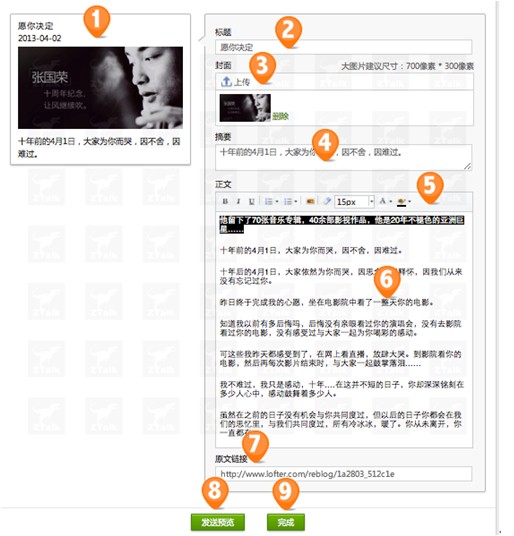 1
愿你决定
2013-04-02
张国荣
十周年纪念,
让风继续吹。
十年前的4月1日，大家为你而哭，因不舍，因
难过。
2
标题
愿你决定
3
封面
大图片建议尺寸：700像素 * 300像素
上传
删除
4
摘要
十年前的4月1日，大家为你而哭，因不舍，因难过。
5
正文
B I U
15px
A
他留下了70张音乐专辑，40余部影视作品，他是20年不褪色的亚洲巨
星……
十年前的4月1日，大家为你而哭，因不舍，因难过。
6
十年后的4月1日，大家依然为你而哭，因思念 释怀，因我们从来
没有忘记过你。
昨日终于完成我的心愿，坐在电影院中看了一整天你的电影。
知道我以前有多后悔吗，后悔没有亲眼看过你的演唱会，没有去影院
看过你的电影，没有感受过与大家一起为你喝彩的感动。
可这些我昨天都感受到了，在网上看直播，放肆大哭。到影院看你的
电影，然后再每次影片结束时，与大家一起鼓掌落泪……
我不难过，我只是感动，十年....在这并不短的日子，你却深深铭刻在
多少人心中，感动鼓舞着多少人。
虽然在之前的日子没有机会与你共同度过，但以后的日子你都会在我
们的思忆里，与我们共同度过，所有冷冰冰，暖了。你从未离开，你
一直都在
7
原文链接
http://www.lofter.com/reblog/1a2803_512c1e
8
9
发送预览
完成